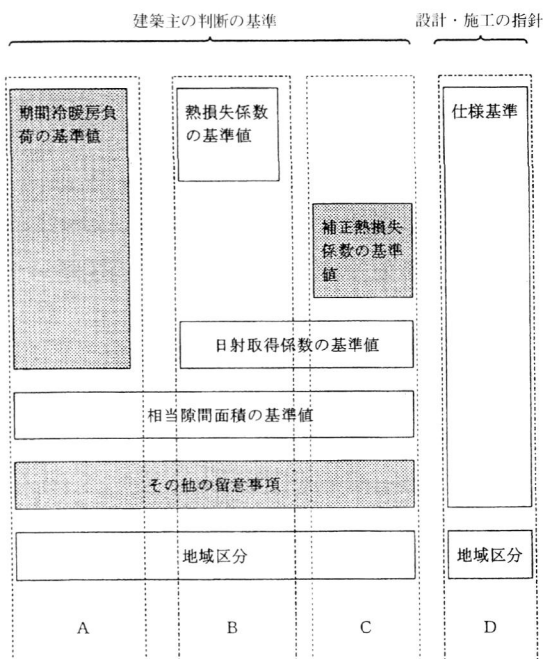 建築主の判断の基準
設計・施工の指針
期間冷暖房負
荷の基準値
熱損失係数
の基準値
仕様基準
補正熱損失
係数の基準
値
日射取得係数の基準値
相当隙間面積の基準値
その他の留意事項
地域区分
地域区分
A
B
C
D